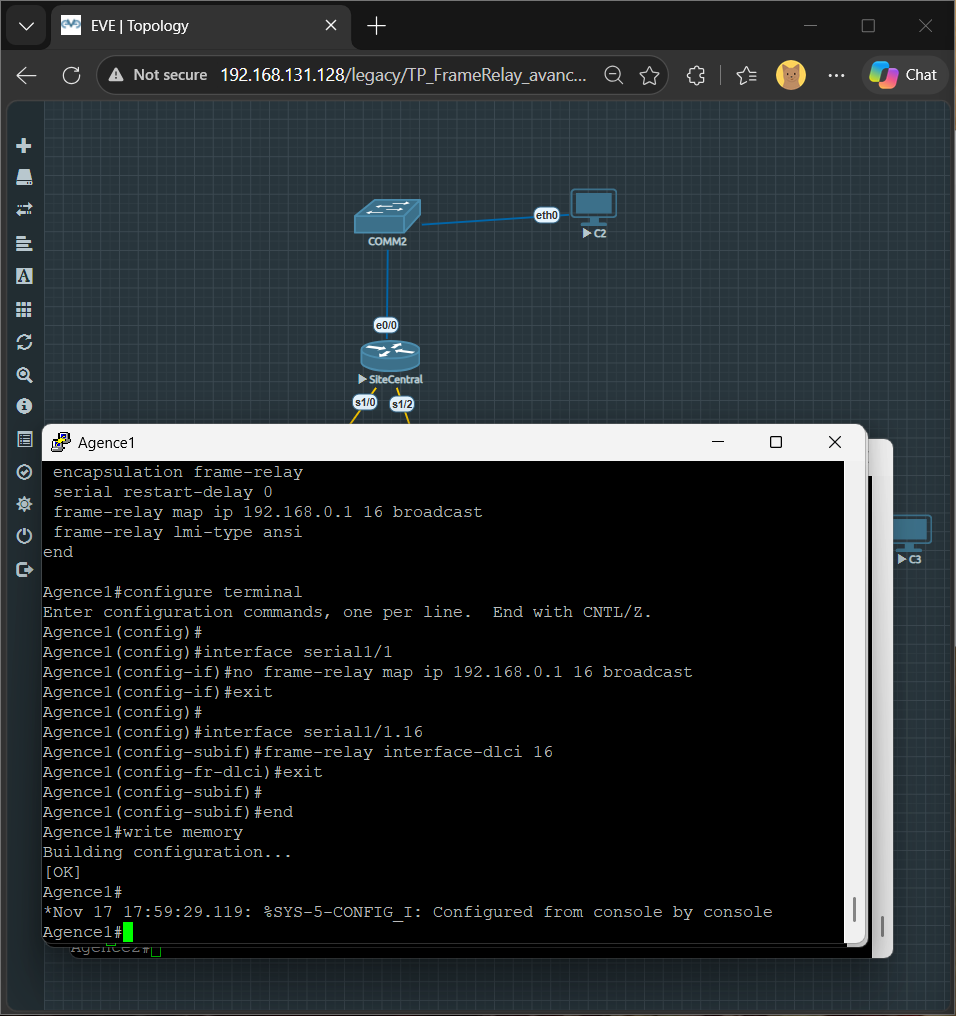 EVE | Topology
Not secure 192.168.131.128/legacy/TP_FrameRelay_avanc...
Chat
COMM2
eth0
C2
e0/0
SiteCentral
s1/0
s1/2
C3
Agence1
encapsulation frame-relay
serial restart-delay 0
frame-relay map ip 192.168.0.1 16 broadcast
frame-relay lmi-type ansi
end
Agence1#configure terminal
Enter configuration commands, one per line.  End with CNTL/Z.
Agence1(config)#
Agence1(config)#interface serial1/1
Agence1(config-if)#no frame-relay map ip 192.168.0.1 16 broadcast
Agence1(config-if)#exit
Agence1(config)#
Agence1(config)#interface serial1/1.16
Agence1(config-subif)#frame-relay interface-dlci 16
Agence1(config-fr-dlci)#exit
Agence1(config-subif)#
Agence1(config-subif)#end
Agence1#write memory
Building configuration...
[OK]
Agence1#
*Nov 17 17:59:29.119: %SYS-5-CONFIG_I: Configured from console by console
Agence1#
Agence2#